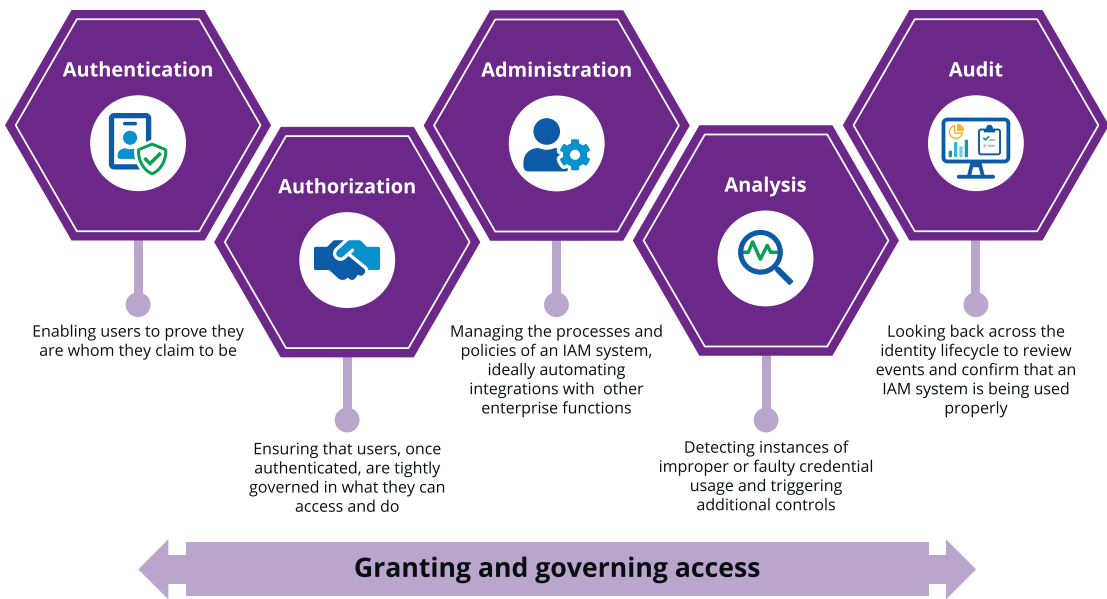 Authentication
Enabling users to prove they
are whom they claim to be
Authorization
Ensuring that users, once
authenticated, are tightly
governed in what they can
access and do
Administration
Managing the processes and
policies of an IAM system,
ideally automating
integrations with other
enterprise functions
Analysis
Detecting instances of
improper or faulty credential
usage and triggering
additional controls
Audit
Looking back across the
identity lifecycle to review
events and confirm that an
IAM system is being used
properly
Granting and governing access